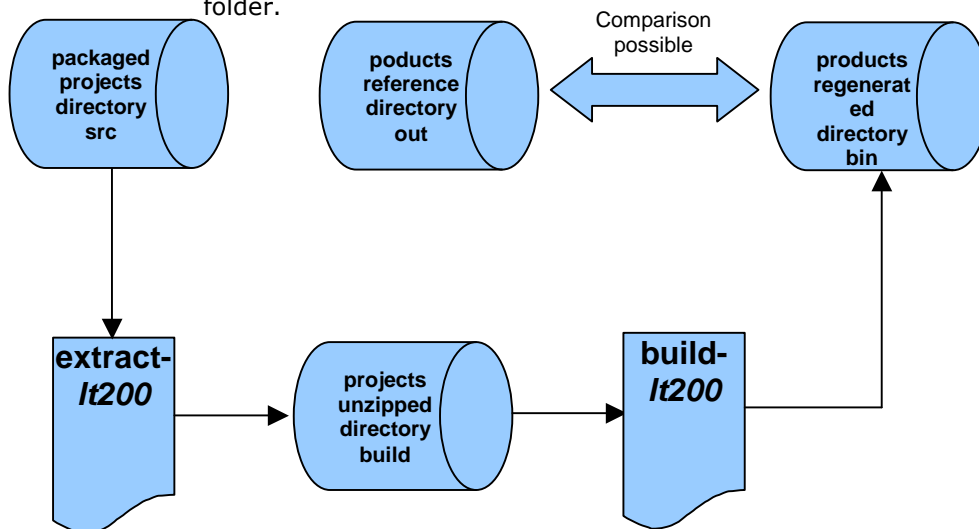 folder.
packaged
projects
directory
src
poducts
reference
directory
out
Comparison
possible
products
regenerat
ed
directory
bin
extract-
lt200
projects
unzipped
directory
build
build-
lt200